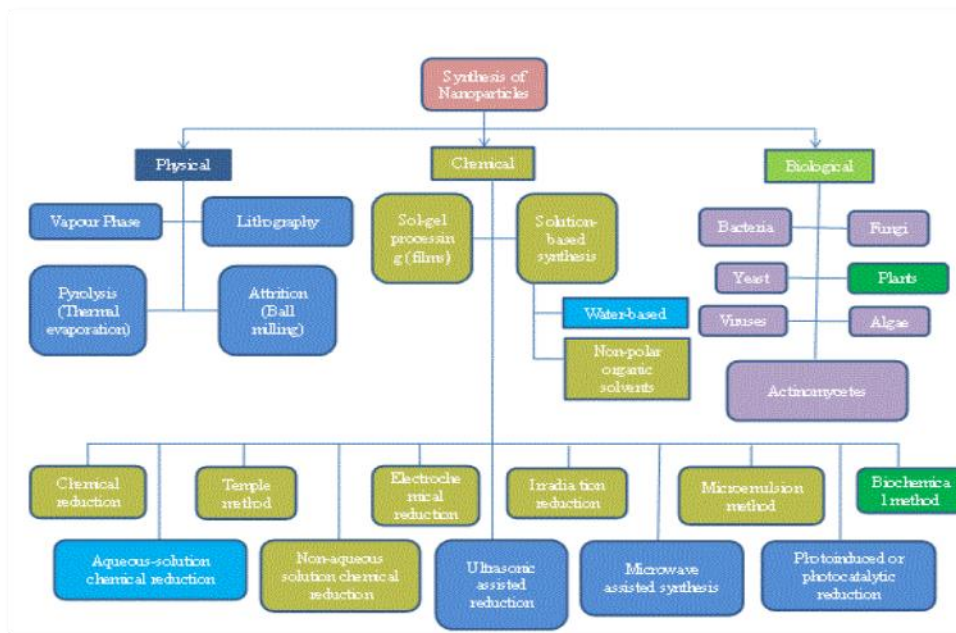 Synthesis of
Nanoparticles
Physical
Chemical
Biological
Vapour Phase
Lithography
Pyrolysis
(Thermal
evaporation)
Attrition
(Ball
milling)
Sol-gel
processin
g (films)
Solution-
based
synthesis
Water-based
Non-polar
organic
solvents
Bacteria
Fungi
Yeast
Plants
Viruses
Algae
Actinomycetes
Chemical
reduction
Temple
method
Electroche
mical
reduction
Irradiation
reduction
Microemulsion
method
Biochemica
l method
Aqueous-solution
chemical reduction
Non-aqueous
solution chemical
reduction
Ultrasonic
assisted
reduction
Microwave
assisted synthesis
Photoinduced or
photocatalytic
reduction